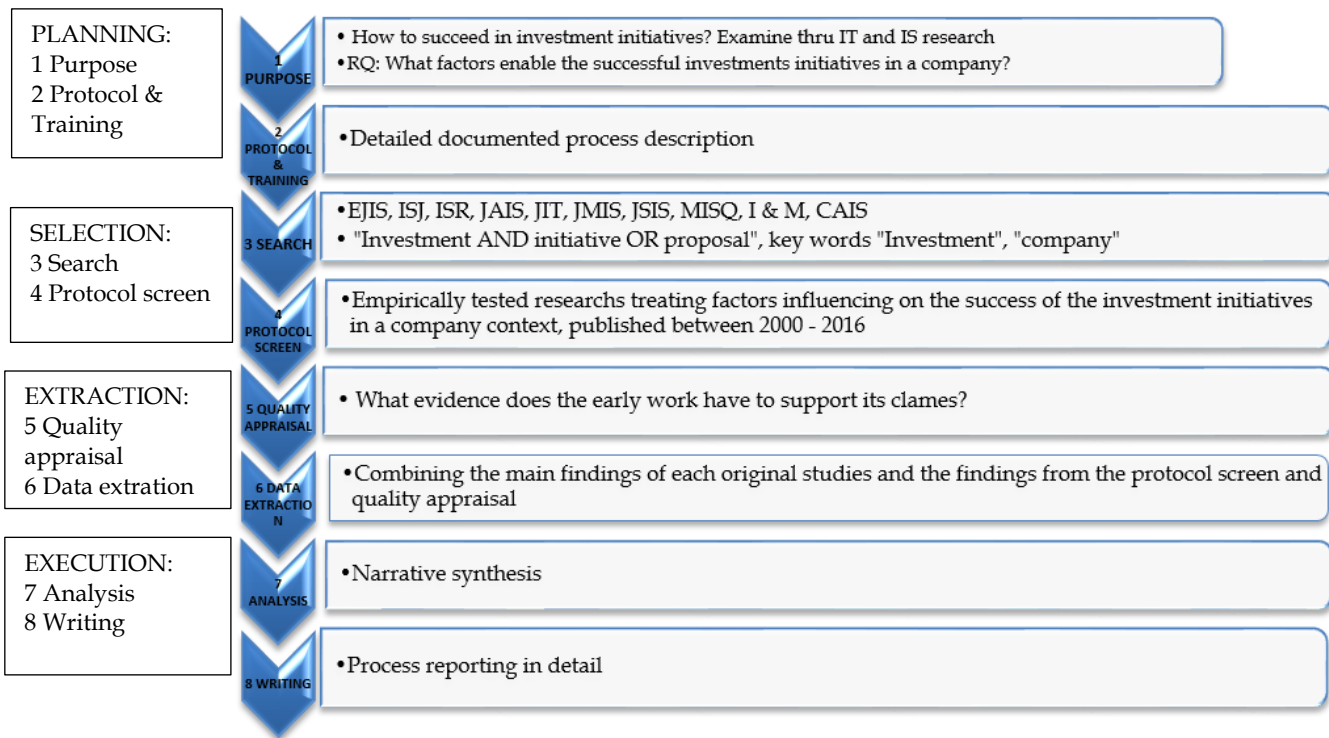 PLANNING:
1 Purpose
2 Protocol &
Training
1
PURPOSE
• How to succeed in investment initiatives? Examine thru IT and IS research
•RQ: What factors enable the successful investments initiatives in a company?
2
PROTOCOL
&
TRAINING
•Detailed documented process description
SELECTION:
3 Search
4 Protocol screen
3 SEARCH
•EJIS, ISJ, ISR, JAIS, JIT, JMIS, JSIS, MISQ, I & M, CAIS
• "Investment AND initiative OR proposal", key words "Investment", "company"
4
PROTOCOL
SCREEN
•Empirically tested researchs treating factors influencing on the success of the investment initiatives
in a company context, published between 2000 - 2016
EXTRACTION:
5 Quality
appraisal
6 Data extration
5 QUALITY
APPRAISAL
• What evidence does the early work have to support its clames?
6 DATA
EXTRACTIO
N
•Combining the main findings of each original studies and the findings from the protocol screen and
quality appraisal
EXECUTION:
7 Analysis
8 Writing
7
ANALYSIS
•Narrative synthesis
8 WRITING
•Process reporting in detail